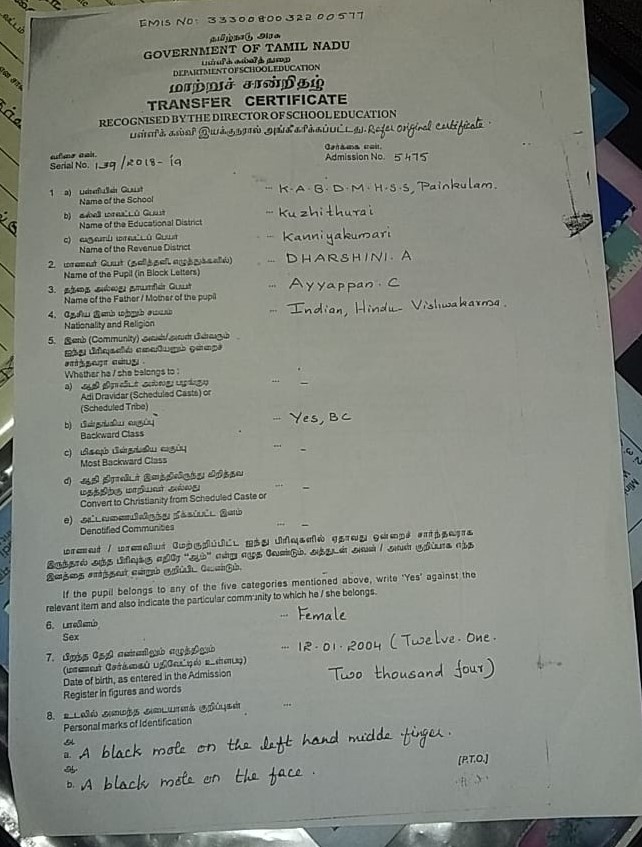 EMIS NO: 33300800322 00577
தமிழ்நாடு அரசு
GOVERNMENT OF TAMIL NADU
பள்ளிக் கல்வித் துறை
DEPARTMENT OF SCHOOL EDUCATION
மாற்றுச் சான்றிதழ்
TRANSFER CERTIFICATE
RECOGNISED BY THE DIRECTOR OF SCHOOL EDUCATION
பள்ளிக் கல்வி இயக்குநரால் அங்கீகரிக்கப்பட்டது. Refer original certificate.
வரிசை எண். சேர்க்கை எண்.
Serial No. 139/2018-19 Admission No. 5475
1 a) பள்ளியின் பெயர் ... K.A.B.D.M.H.S.S, Painkulam.
Name of the School
b) கல்வி மாவட்டப் பெயர் ... Kuzhithurai
Name of the Educational District
c) வருவாய் மாவட்டப் பெயர் ... Kanniyakumari
Name of the Revenue District
2. மாணவர் பெயர் (தனித்தனி எழுத்துக்களில்) ... DHARSHINI. A
Name of the Pupil (in Block Letters)
3. தந்தை அல்லது தாயாரின் பெயர் ... Ayyappan. C
Name of the Father / Mother of the pupil
4. தேசிய இனம் மற்றும் சமயம் ... Indian, Hindu- Vishwakarma.
Nationality and Religion
5. இனம் (Community) அவன்/அவள் பின்வரும்
ஐந்து பிரிவுகளில் எவையேனும் ஒன்றைச்
சார்ந்தவரா என்பது
Whether he / she belongs to :
a) ஆதி திராவிடர் அல்லது பழங்குடி ... -
Adi Dravidar (Scheduled Caste) or
(Scheduled Tribe)
b) பின்தங்கிய வகுப்பு ... Yes, BC
Backward Class
c) மிகவும் பின்தங்கிய வகுப்பு ... -
Most Backward Class
d) ஆதி திராவிடர் இனத்திலிருந்து கிறித்தவ
மதத்திற்கு மாறியவர் அல்லது ... -
Convert to Christianity from Scheduled Caste or
e) அட்டவணையிலிருந்து நீக்கப்பட்ட இனம் ... -
Denotified Communities
மாணவர் / மாணவியர் மேற்குறிப்பிட்ட ஐந்து பிரிவுகளில் ஏதாவது ஒன்றைச் சார்ந்தவராக
இருந்தால் அந்த பிரிவுக்கு எதிரே "ஆம்" என்று எழுத வேண்டும். அத்துடன் அவன் / அவள் குறிப்பாக எந்த
இனத்தை சார்ந்தவர் என்றும் குறிப்பிட வேண்டும்.
If the pupil belongs to any of the five categories mentioned above, write 'Yes' against the
relevant item and also indicate the particular community to which he / she belongs.
6. பாலினம் ... Female
Sex
7. பிறந்த தேதி எண்ணிலும் எழுத்திலும் ... 12.01.2004 (Twelve. One.
(மாணவர் சேர்க்கைப் பதிவேட்டில் உள்ளபடி)
Date of birth, as entered in the Admission Two thousand four)
Register in figures and words
8. உடலில் அமைந்த அடையாளக் குறிப்புகள் ...
Personal marks of Identification
அ.
a. A black mole on the left hand midde finger.
ஆ. [P.T.O.]
b. A black mole on the face.